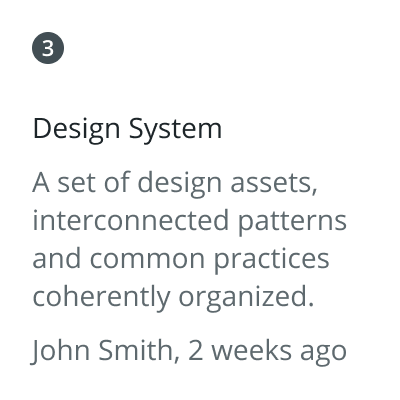 3
Design System
A set of design assets,
interconnected patterns
and common practices
coherently organized.
John Smith, 2 weeks ago